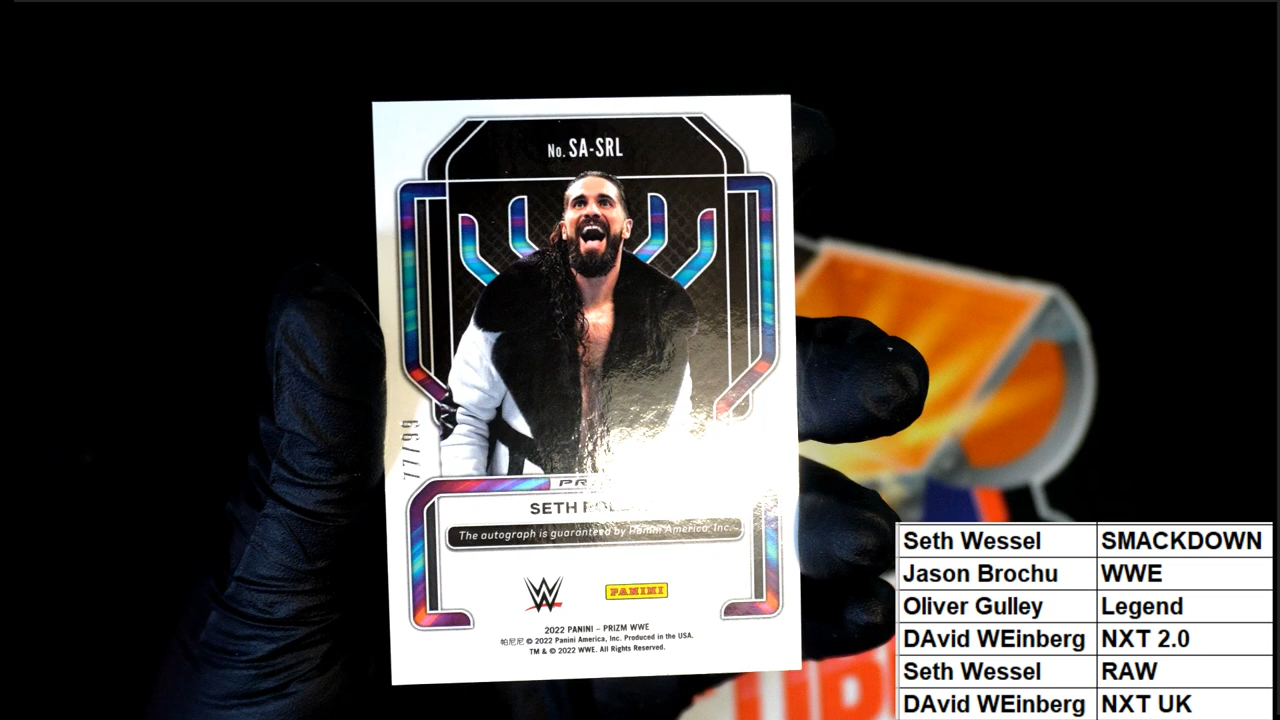 No. SA-SRL
77/99
SETH
The autograph is guaranteed by Panini America, Inc.
W
PANINI
2022 PANINI – PRIZM WWE
帕尼尼 © 2022 Panini America, Inc. Produced in the USA.
TM & © 2022 WWE. All Rights Reserved.
Seth Wessel SMACKDOWN
Jason Brochu WWE
Oliver Gulley Legend
DAvid WEinberg NXT 2.0
Seth Wessel RAW
DAvid WEinberg NXT UK